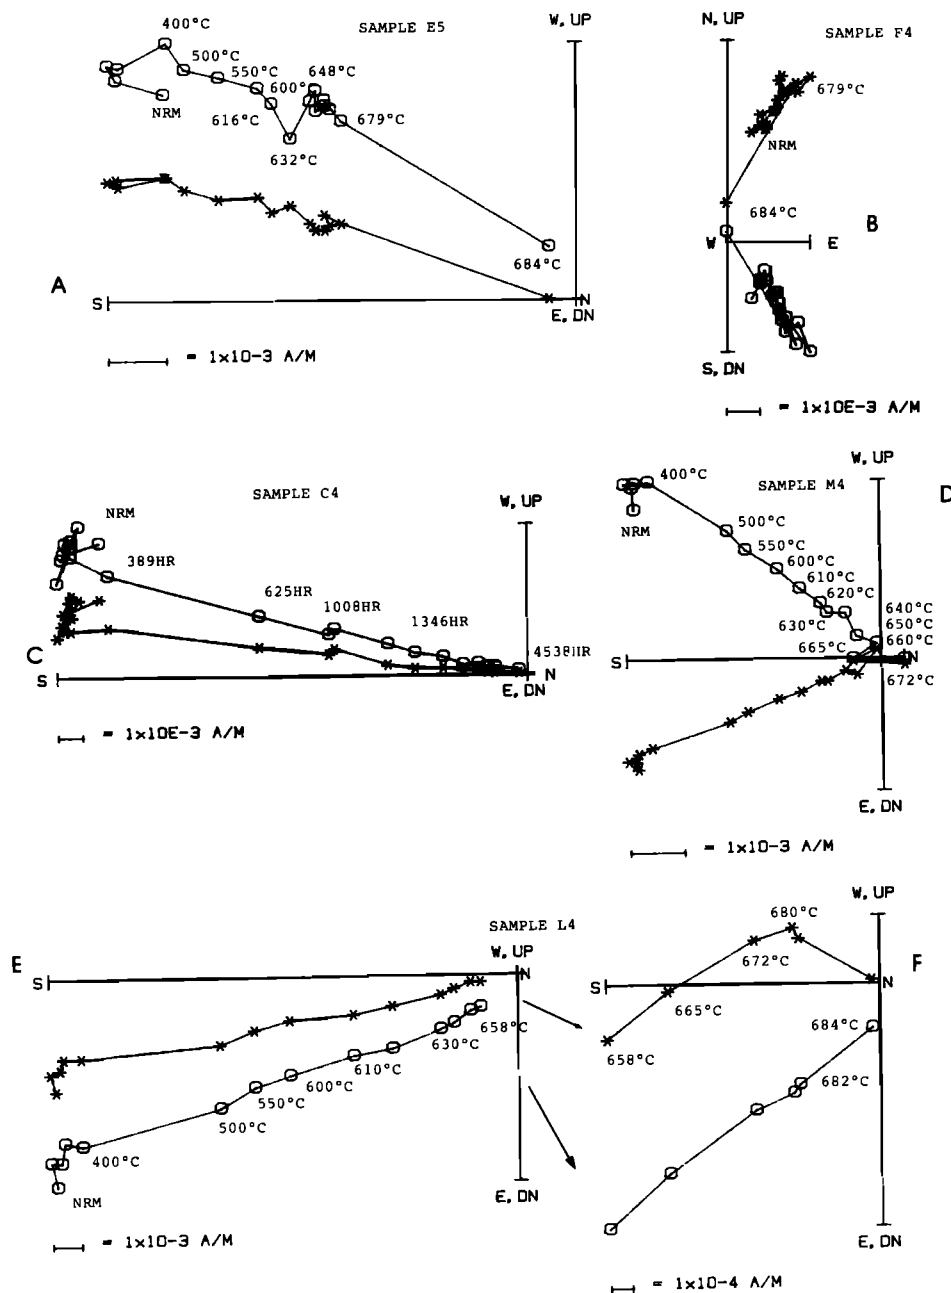 SAMPLE E5
W, UP
400°C
500°C
550°C
600°
648°C
NRM
616°C
679°C
632°C
684°C
A
S
N
E, DN
= 1x10-3 A/M
N, UP
SAMPLE F4
679°C
NRM
684°C
B
W
E
S, DN
= 1x10E-3 A/M
SAMPLE C4
W, UP
NRM
389HR
625HR
1008HR
1346HR
4538HR
C
S
N
E, DN
= 1x10E-3 A/M
W, UP
D
SAMPLE M4
400°C
NRM
500°C
550°C
600°C
610°C
620°C
630°C
640°C
650°C
660°C
665°C
S
N
672°C
E, DN
= 1x10-3 A/M
SAMPLE L4
E
W, UP
S
N
658°C
630°C
610°C
600°C
550°C
500°C
400°C
NRM
E, DN
= 1x10-3 A/M
W, UP
F
680°C
672°C
S
N
665°C
658°C
684°C
682°C
E, DN
= 1x10-4 A/M